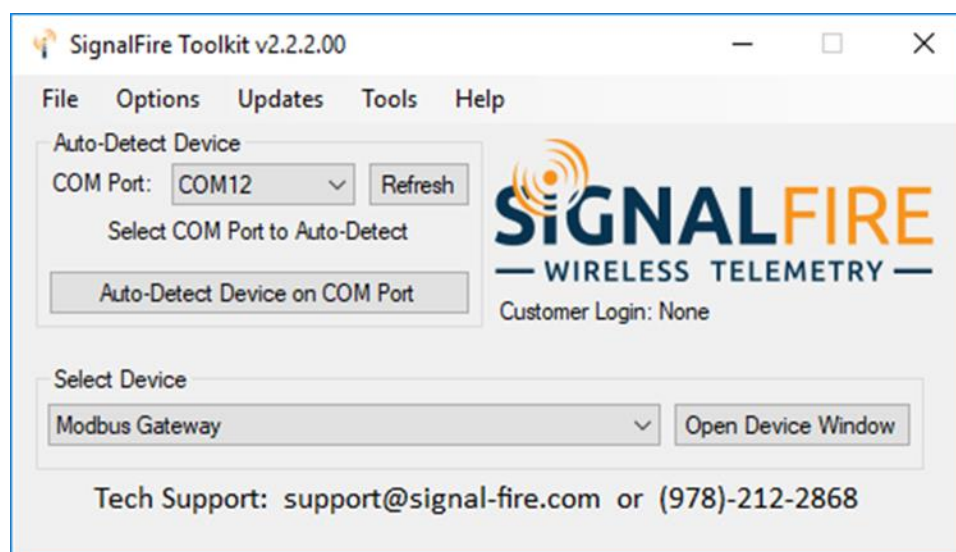 SignalFire Toolkit v2.2.2.00
File Options Updates Tools Help
Auto-Detect Device
COM Port: COM12 Refresh
Select COM Port to Auto-Detect
Auto-Detect Device on COM Port
SIGNALFIRE
WIRELESS TELEMETRY
Customer Login: None
Select Device
Modbus Gateway Open Device Window
Tech Support: support@signal-fire.com or (978)-212-2868